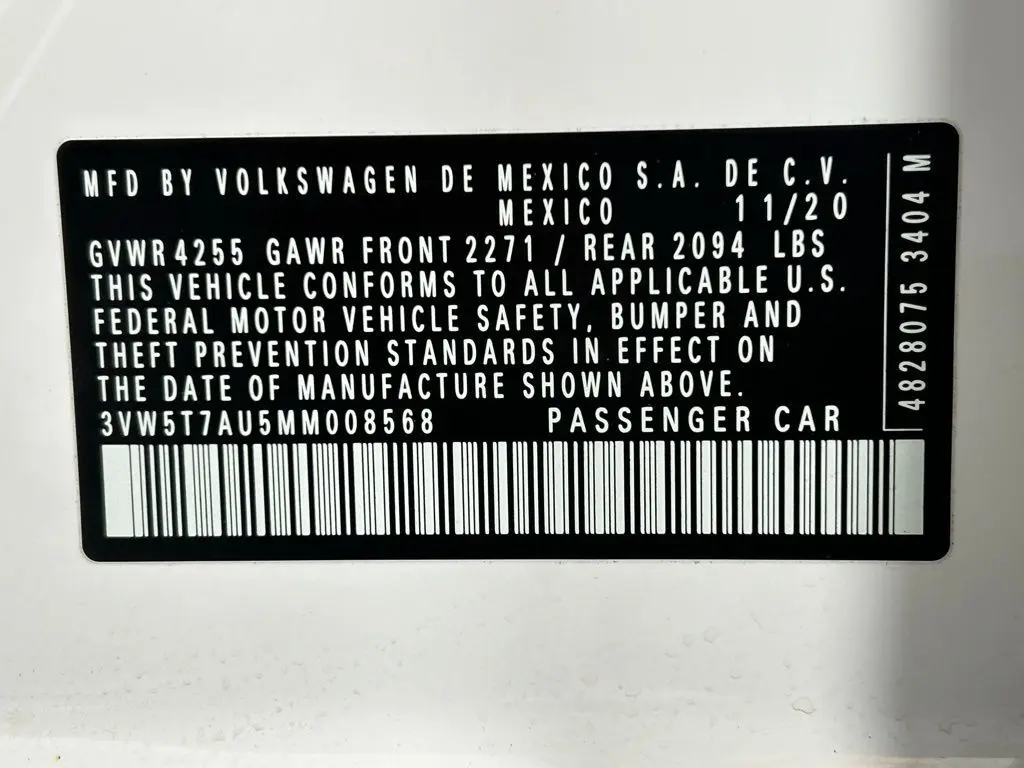 MFD BY VOLKSWAGEN DE MEXICO S.A. DE C.V.
MEXICO 11/20
GVWR 4255 GAWR FRONT 2271 / REAR 2094 LBS
THIS VEHICLE CONFORMS TO ALL APPLICABLE U.S.
FEDERAL MOTOR VEHICLE SAFETY, BUMPER AND
THEFT PREVENTION STANDARDS IN EFFECT ON
THE DATE OF MANUFACTURE SHOWN ABOVE.
3VW5T7AU5MM008568 PASSENGER CAR
4828075 3404 M